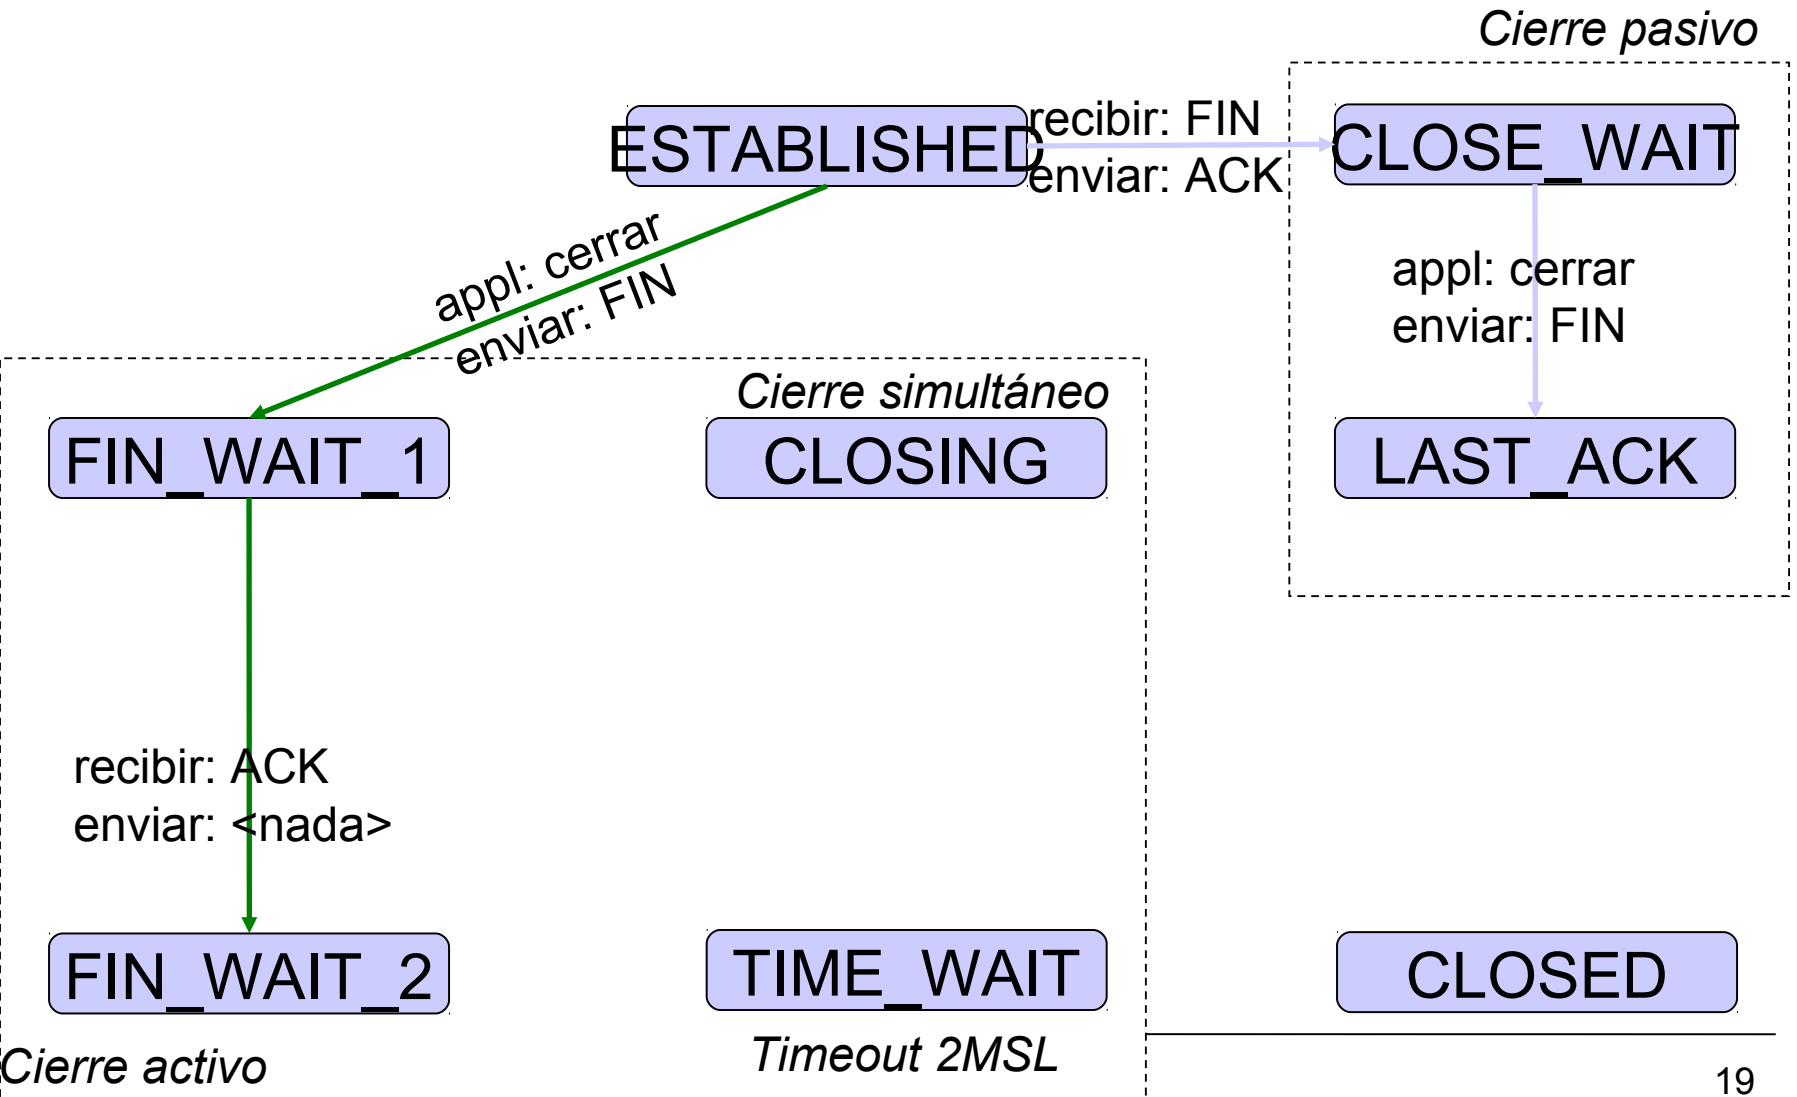 Cierre pasivo
ESTABLISHED
recibir: FIN
enviar: ACK
CLOSE_WAIT
appl: cerrar
enviar: FIN
appl: cerrar
enviar: FIN
Cierre simultáneo
FIN_WAIT_1
CLOSING
LAST_ACK
recibir: ACK
enviar: <nada>
FIN_WAIT_2
TIME_WAIT
CLOSED
Cierre activo
Timeout 2MSL
19